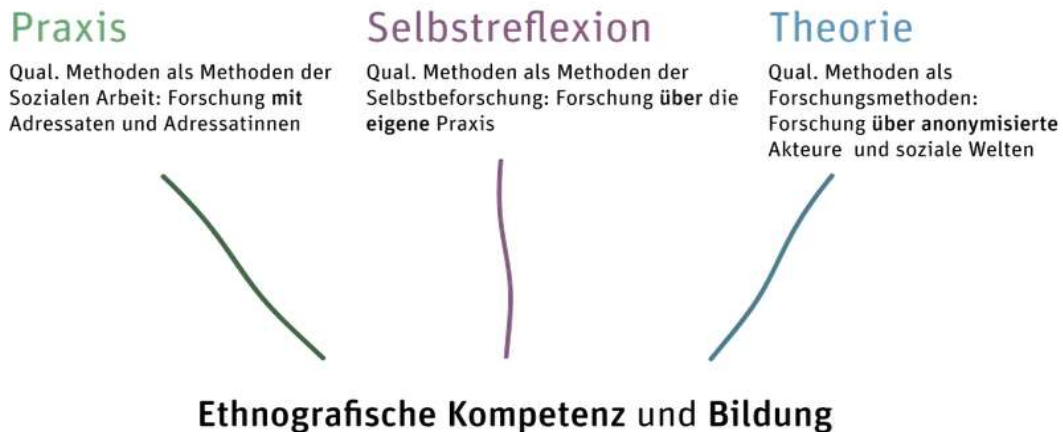 Praxis
Qual. Methoden als Methoden der
Sozialen Arbeit: Forschung mit
Adressaten und Adressatinnen
Selbstreflexion
Qual. Methoden als Methoden der
Selbstbeforschung: Forschung über die
eigene Praxis
Theorie
Qual. Methoden als
Forschungsmethoden:
Forschung über anonymisierte
Akteure und soziale Welten
Ethnografische Kompetenz und Bildung